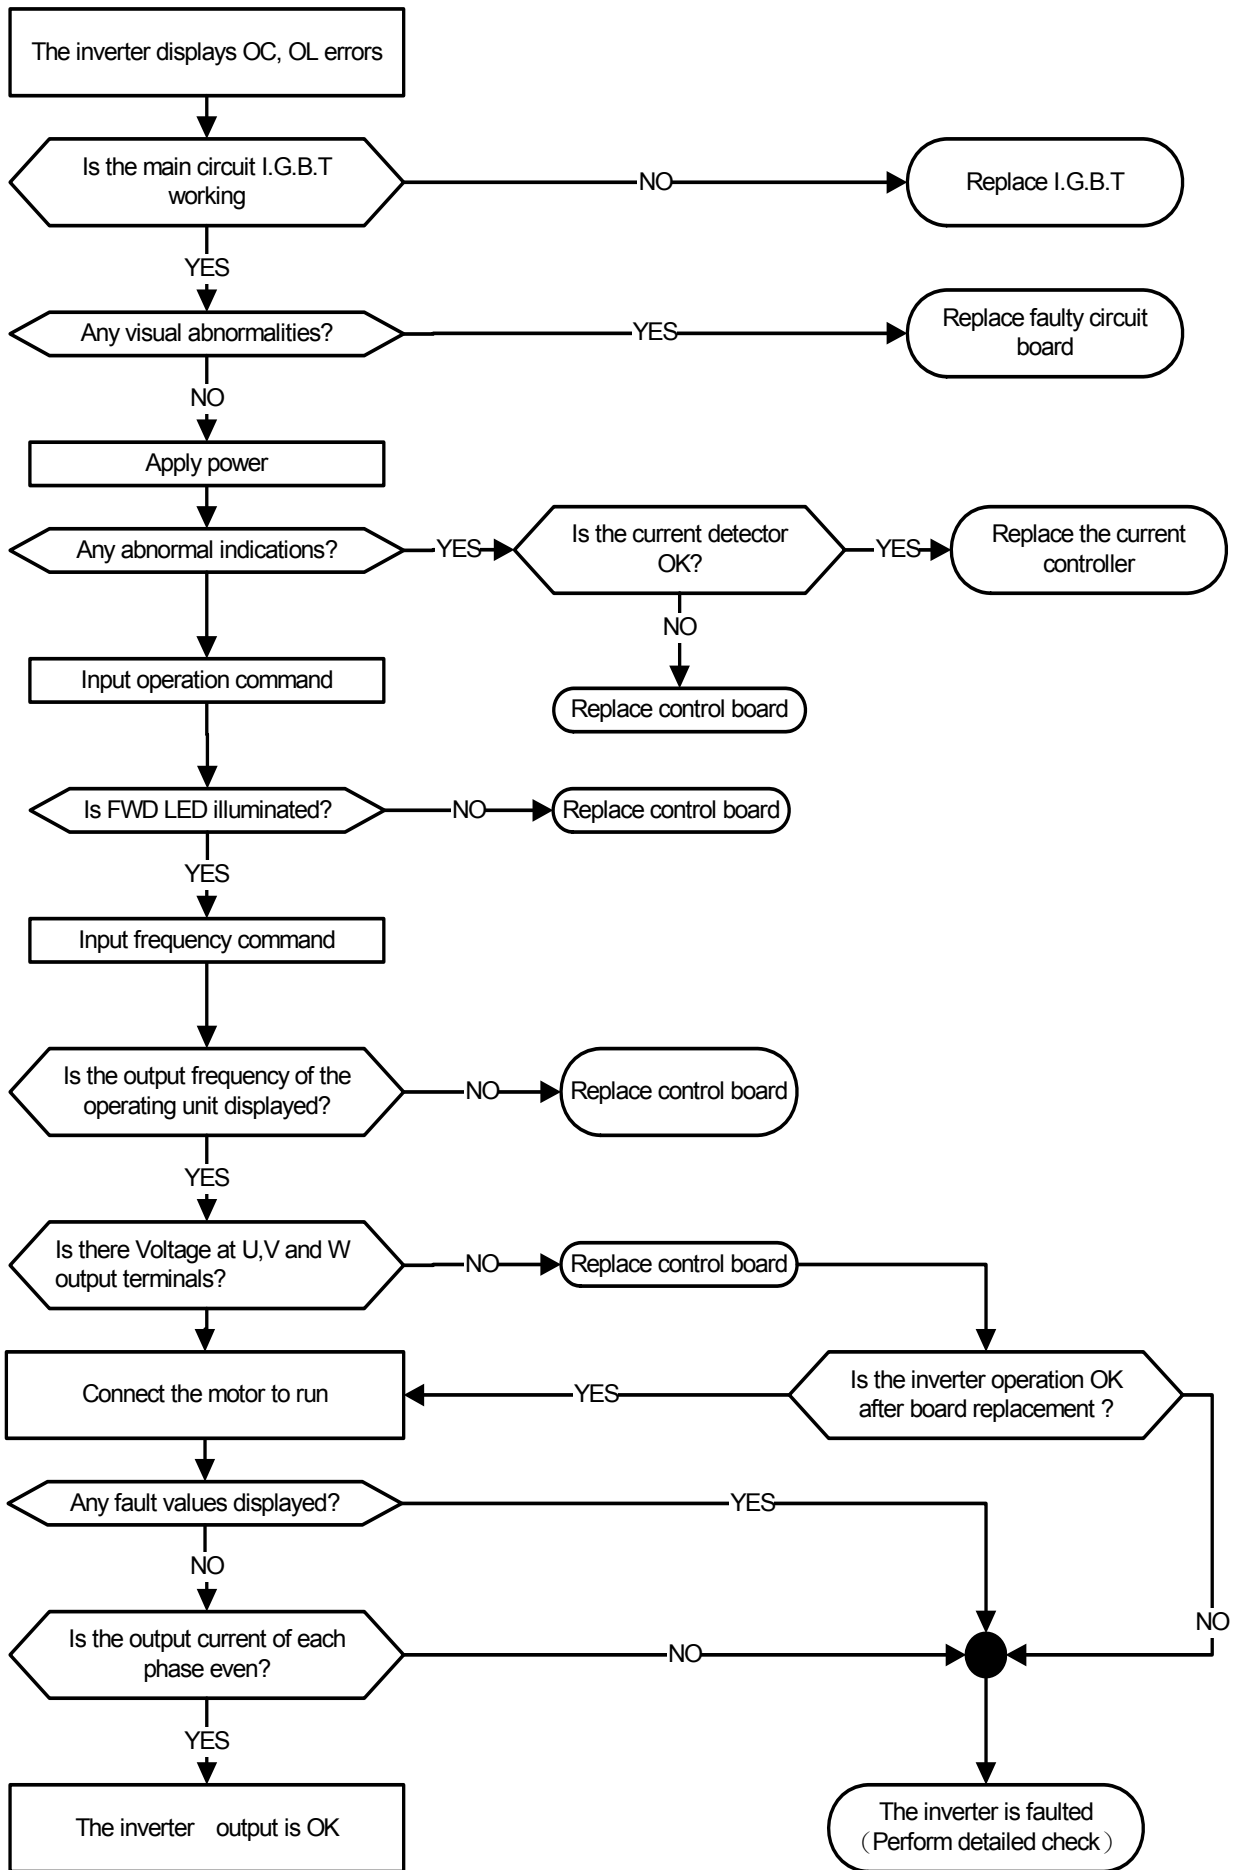 The inverter displays OC, OL errors
Is the main circuit I.G.B.T
working
NO
Replace I.G.B.T
YES
Any visual abnormalities?
YES
Replace faulty circuit
board
NO
Apply power
Any abnormal indications?
YES
Is the current detector
OK?
YES
Replace the current
controller
NO
Replace control board
Input operation command
Is FWD LED illuminated?
NO
Replace control board
YES
Input frequency command
Is the output frequency of the
operating unit displayed?
NO
Replace control board
YES
Is there Voltage at U,V and W
output terminals?
NO
Replace control board
Connect the motor to run
YES
Is the inverter operation OK
after board replacement ?
Any fault values displayed?
YES
NO
NO
Is the output current of each
phase even?
NO
YES
The inverter output is OK
The inverter is faulted
（Perform detailed check）